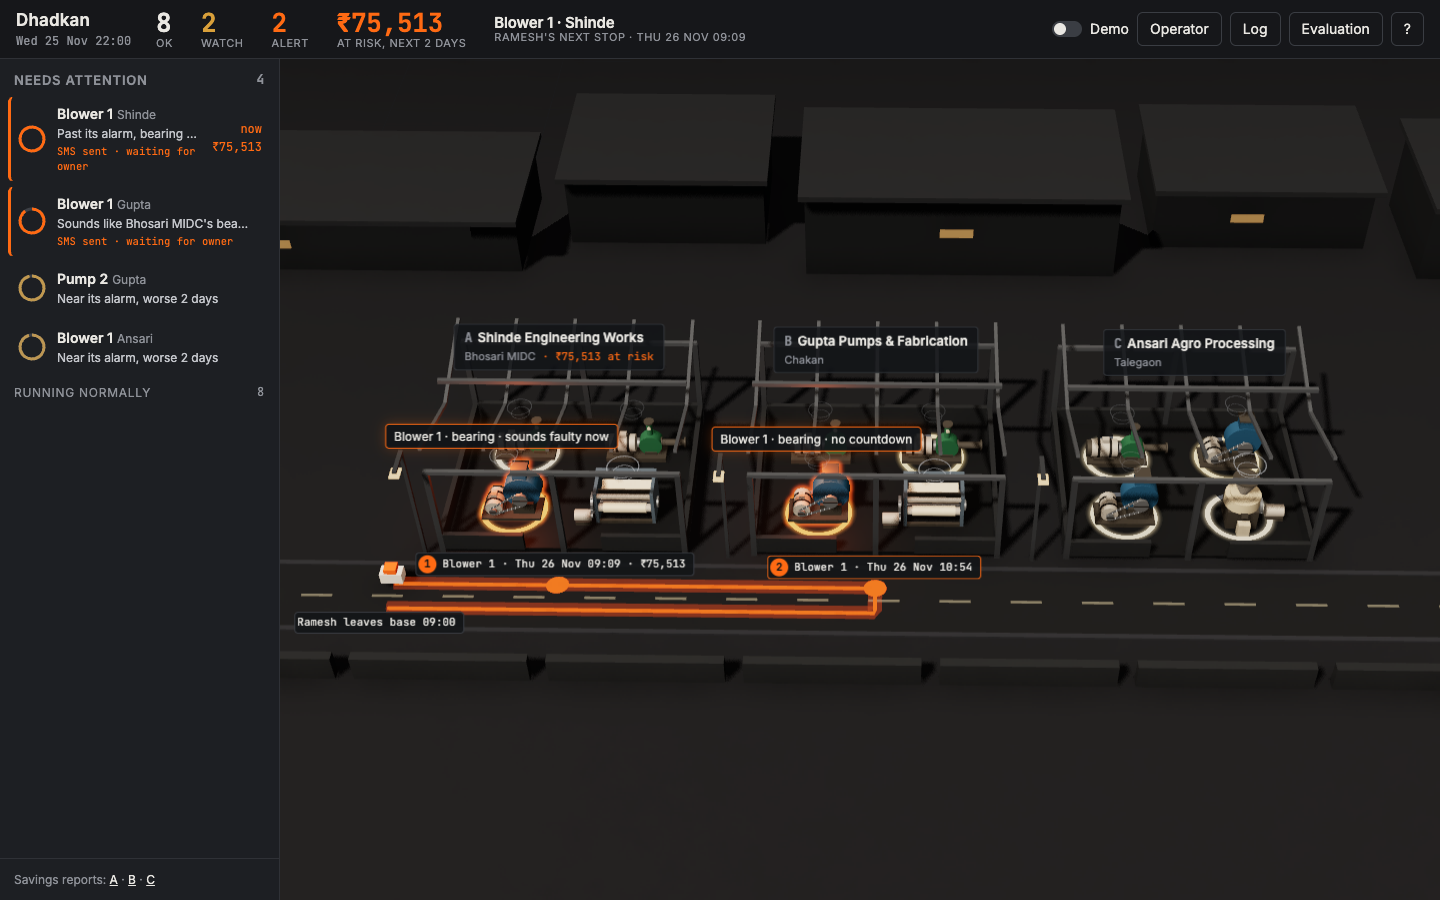 Dhadkan
Wed 25 Nov 22:00
8
OK
2
WATCH
2
ALERT
₹75,513
AT RISK, NEXT 2 DAYS
Blower 1 · Shinde
RAMESH'S NEXT STOP · THU 26 NOV 09:09
Demo
Operator
Log
Evaluation
?
NEEDS ATTENTION 4
Blower 1 Shinde
Past its alarm, bearing ...
SMS sent · waiting for
owner
now
₹75,513
Blower 1 Gupta
Sounds like Bhosari MIDC's bea...
SMS sent · waiting for owner
Pump 2 Gupta
Near its alarm, worse 2 days
Blower 1 Ansari
Near its alarm, worse 2 days
RUNNING NORMALLY 8
Savings reports: A · B · C
A Shinde Engineering Works
Bhosari MIDC · ₹75,513 at risk
B Gupta Pumps & Fabrication
Chakan
C Ansari Agro Processing
Talegaon
Blower 1 · bearing · sounds faulty now
Blower 1 · bearing · no countdown
1 Blower 1 · Thu 26 Nov 09:09 · ₹75,513
2 Blower 1 · Thu 26 Nov 10:54
Ramesh leaves base 09:00